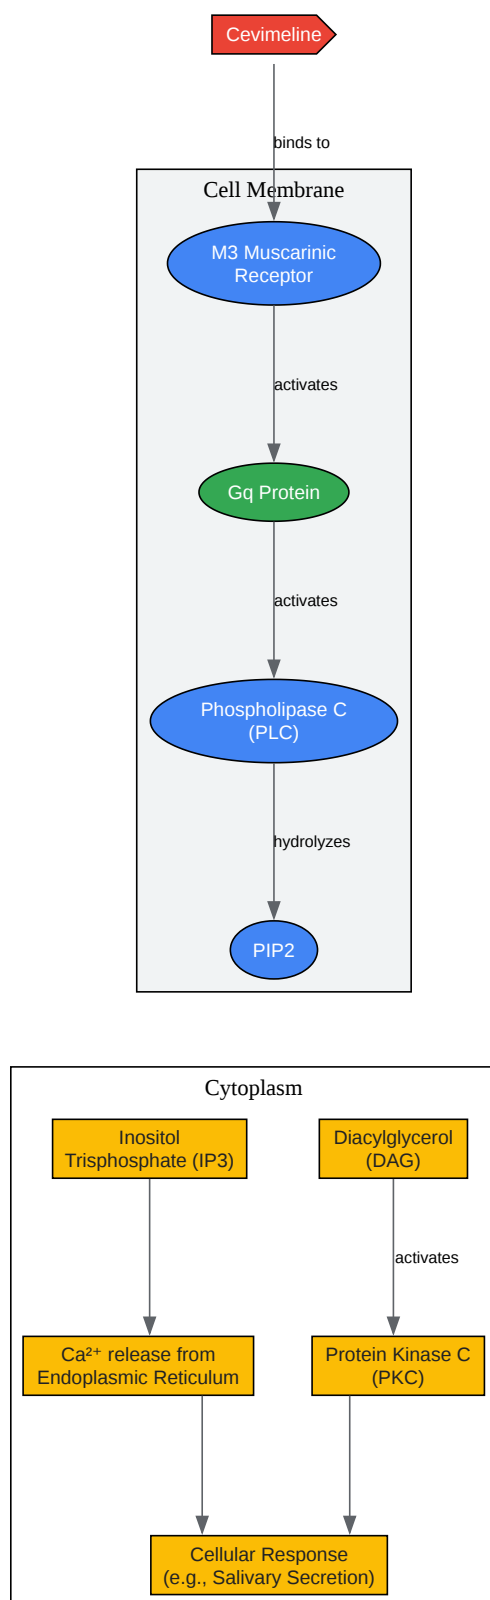 Cevimeline
binds to
Cell Membrane
M3 Muscarinic
Receptor
activates
Gq Protein
activates
Phospholipase C
(PLC)
hydrolyzes
PIP2
Cytoplasm
Inositol
Trisphosphate (IP3)
Diacylglycerol
(DAG)
activates
Ca²⁺ release from
Endoplasmic Reticulum
Protein Kinase C
(PKC)
Cellular Response
(e.g., Salivary Secretion)